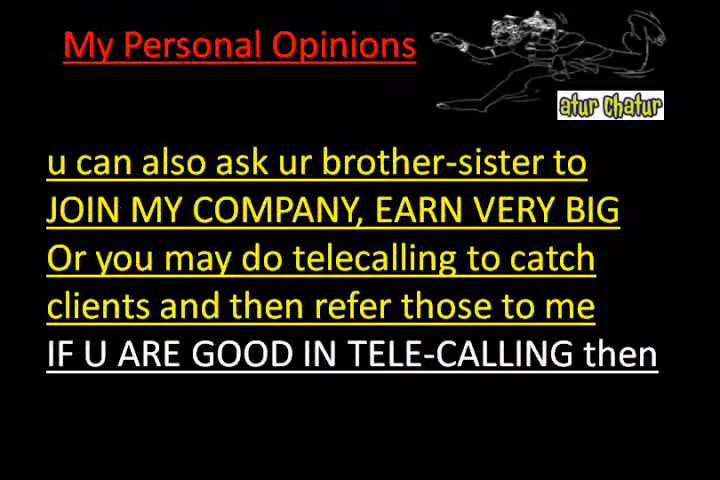 My Personal Opinions
atur chatur
u can also ask ur brother-sister to
JOIN MY COMPANY, EARN VERY BIG
Or you may do telecalling to catch
clients and then refer those to me
IF U ARE GOOD IN TELE-CALLING then